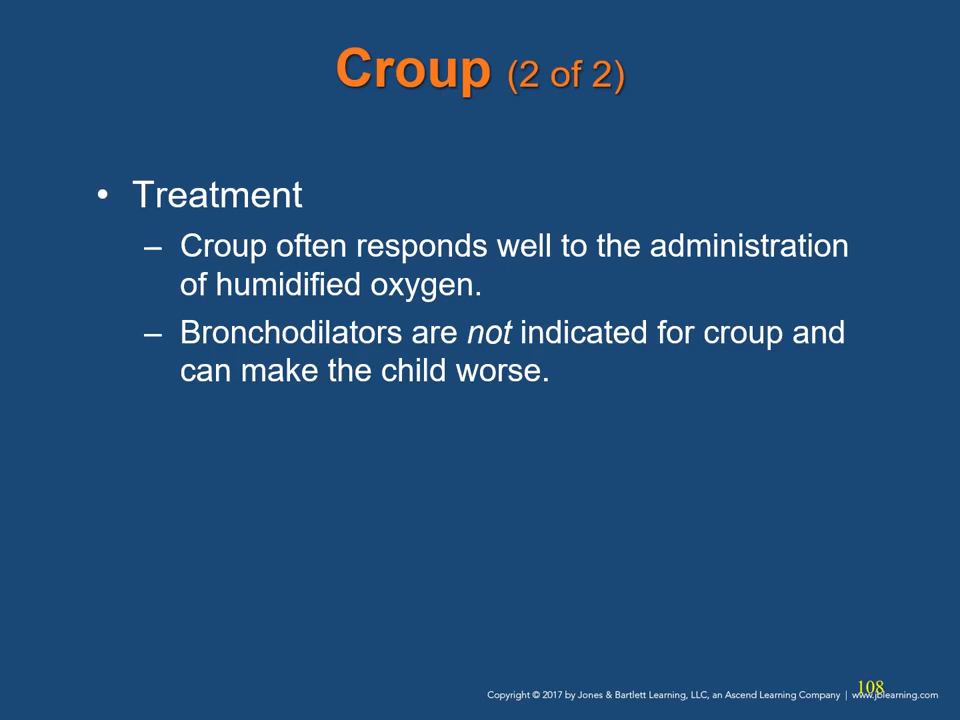 Croup (2 of 2)
• Treatment
– Croup often responds well to the administration
of humidified oxygen.
– Bronchodilators are not indicated for croup and
can make the child worse.
108
Copyright © 2017 by Jones & Bartlett Learning, LLC, an Ascend Learning Company | www.jblearning.com